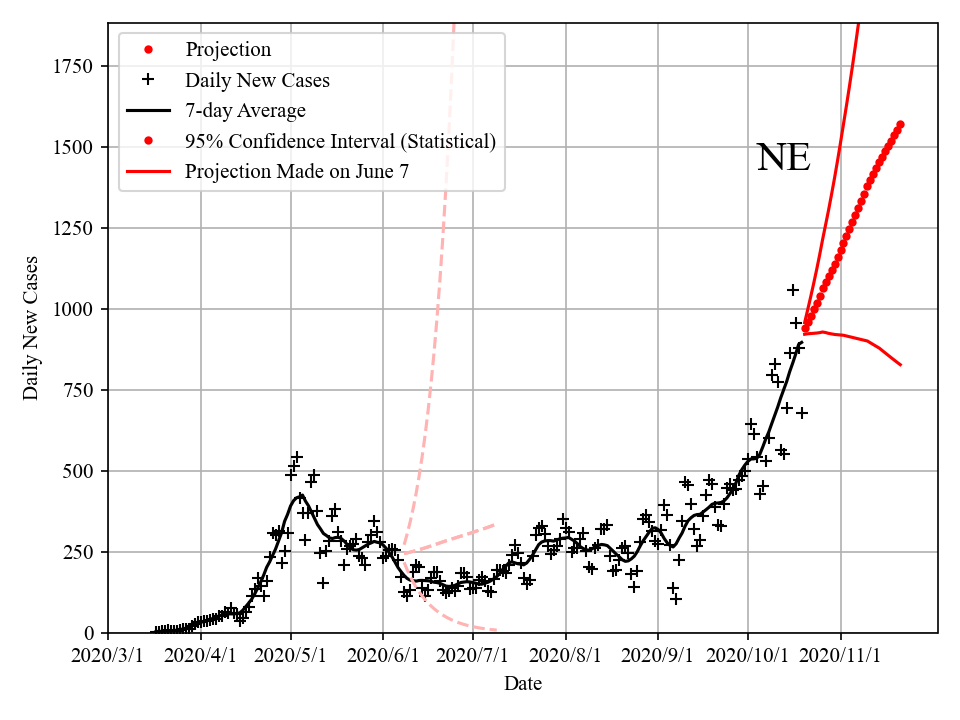 Projection
Daily New Cases
7-day Average
95% Confidence Interval (Statistical)
Projection Made on June 7
NE
1750
1500
1250
1000
750
500
250
0
Daily New Cases
2020/3/1 2020/4/1 2020/5/1 2020/6/1 2020/7/1 2020/8/1 2020/9/1 2020/10/1 2020/11/1
Date